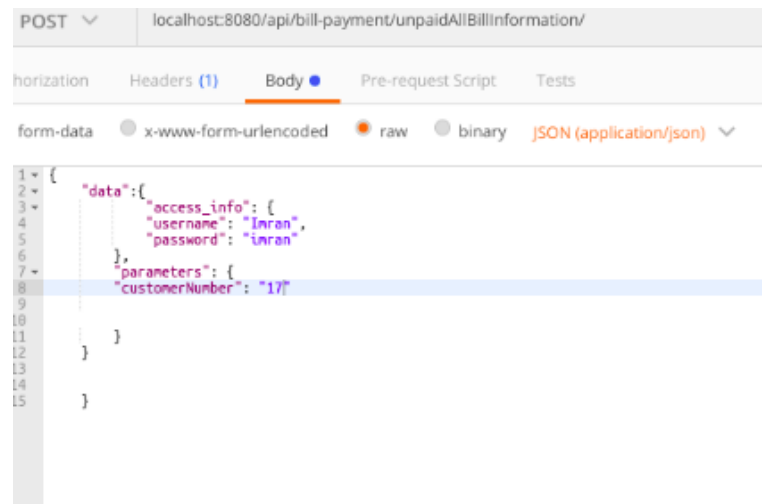 POST localhost:8080/api/bill-payment/unpaidAllBillInformation/
horization Headers (1) Body Pre-request Script Tests
form-data x-www-form-urlencoded raw binary JSON (application/json)
1 {
2 "data":{
3 "access_info": {
4 "username": "Imran",
5 "password": "imran"
6 },
7 "parameters": {
8 "customerNumber": "17"
9
10
11 }
12 }
13
14
15 }